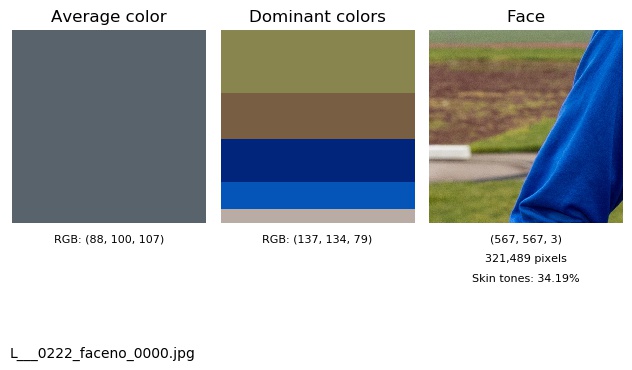 Average color
Dominant colors
Face
RGB: (88, 100, 107)
RGB: (137, 134, 79)
(567, 567, 3)
321,489 pixels
Skin tones: 34.19%
L___0222_faceno_0000.jpg